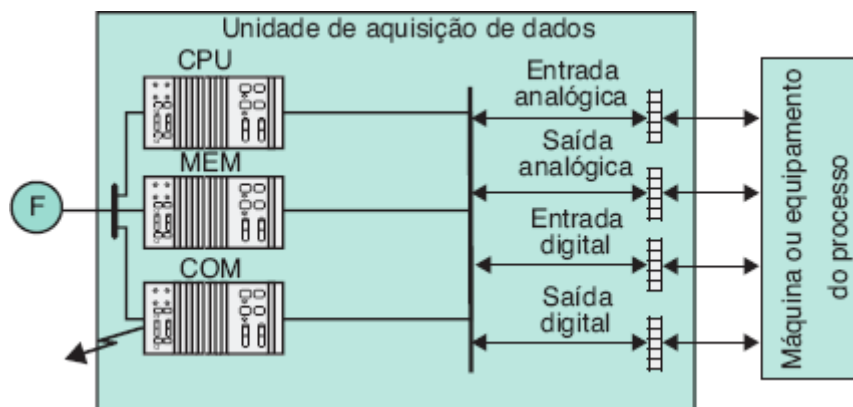 Unidade de aquisição de dados
CPU
MEM
COM
F
Entrada
analógica
Saída
analógica
Entrada
digital
Saída
digital
Máquina ou equipamento
do processo